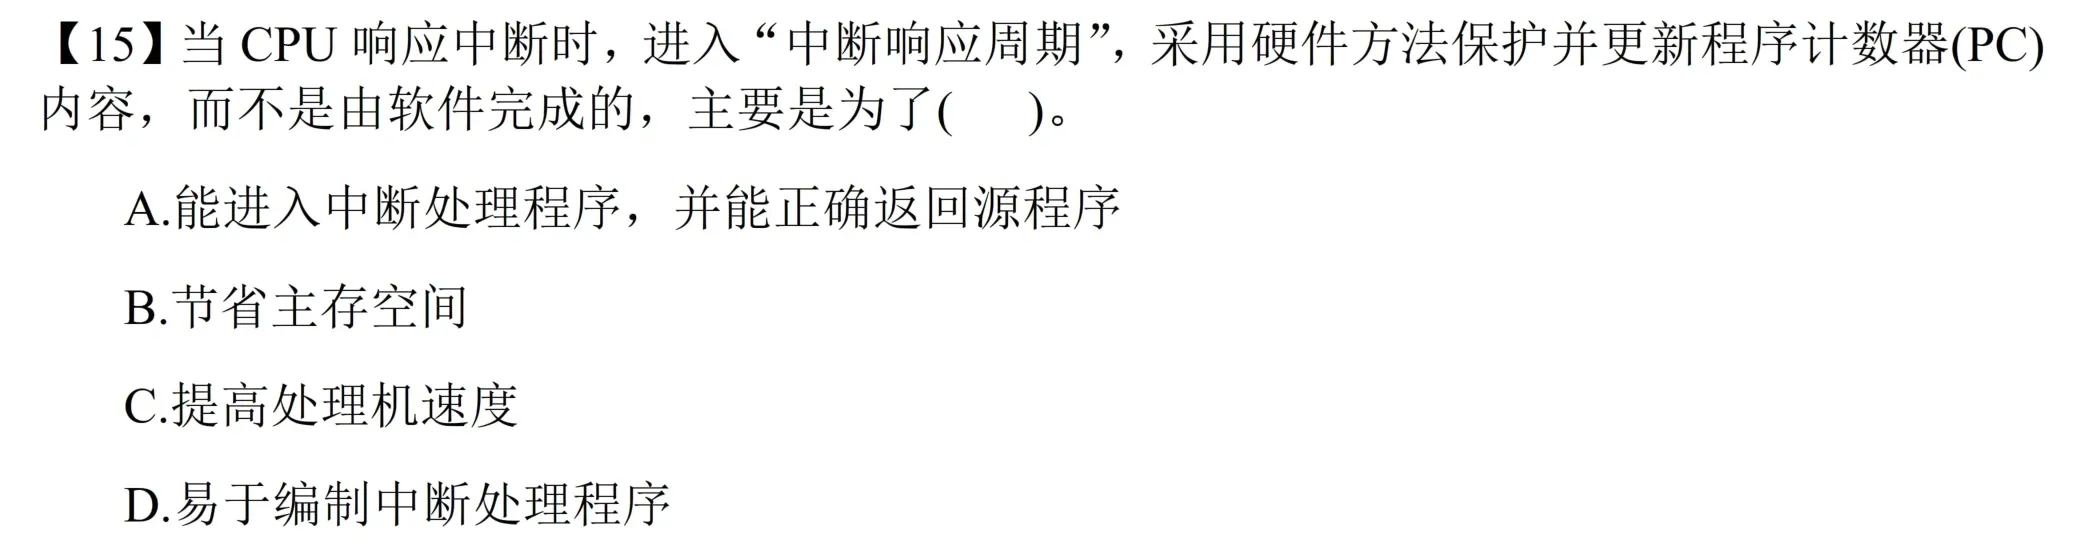 【15】当 CPU 响应中断时，进入“中断响应周期”，采用硬件方法保护并更新程序计数器(PC)
内容，而不是由软件完成的，主要是为了(    )。
A.能进入中断处理程序，并能正确返回源程序
B.节省主存空间
C.提高处理机速度
D.易于编制中断处理程序